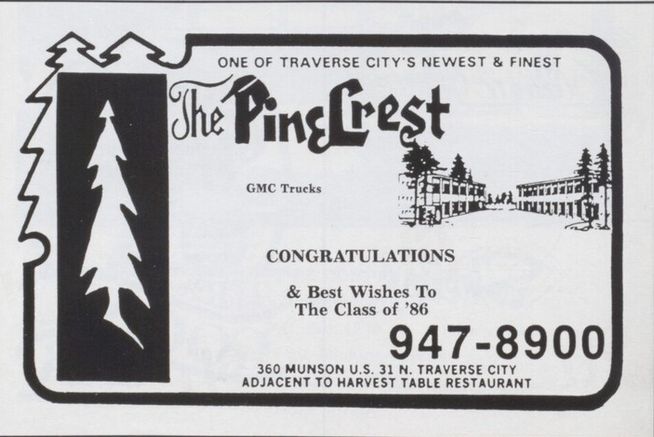 ONE OF TRAVERSE CITY'S NEWEST & FINEST
The PineCrest
GMC Trucks
CONGRATULATIONS
& Best Wishes To
The Class of '86
947-8900
360 MUNSON U.S. 31 N. TRAVERSE CITY
ADJACENT TO HARVEST TABLE RESTAURANT